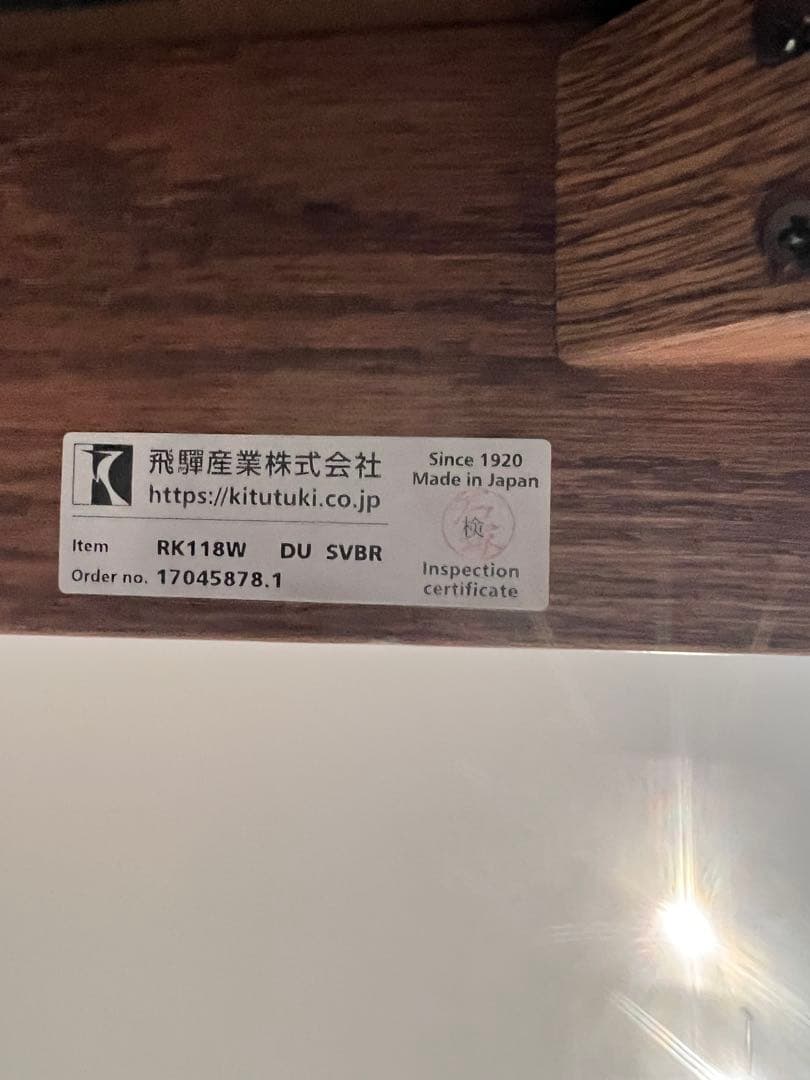 飛驒産業株式会社
https://kitutuki.co.jp
Item RK118W DU SVBR
Order no. 17045878.1
Since 1920
Made in Japan
検
Inspection
certificate